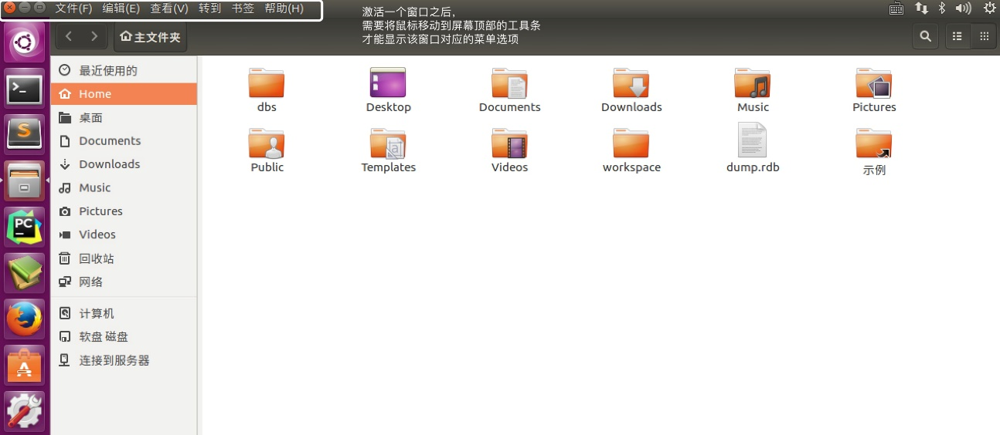 文件(F) 编辑(E) 查看(V) 转到 书签 帮助(H)
激活一个窗口之后,
需要将鼠标移动到屏幕顶部的工具条
才能显示该窗口对应的菜单选项
主文件夹
最近使用的
Home
桌面
Documents
Downloads
Music
Pictures
Videos
回收站
网络
计算机
软盘 磁盘
连接到服务器
dbs Desktop Documents Downloads Music Pictures
Public Templates Videos workspace dump.rdb 示例
>_
S
PC
A
a